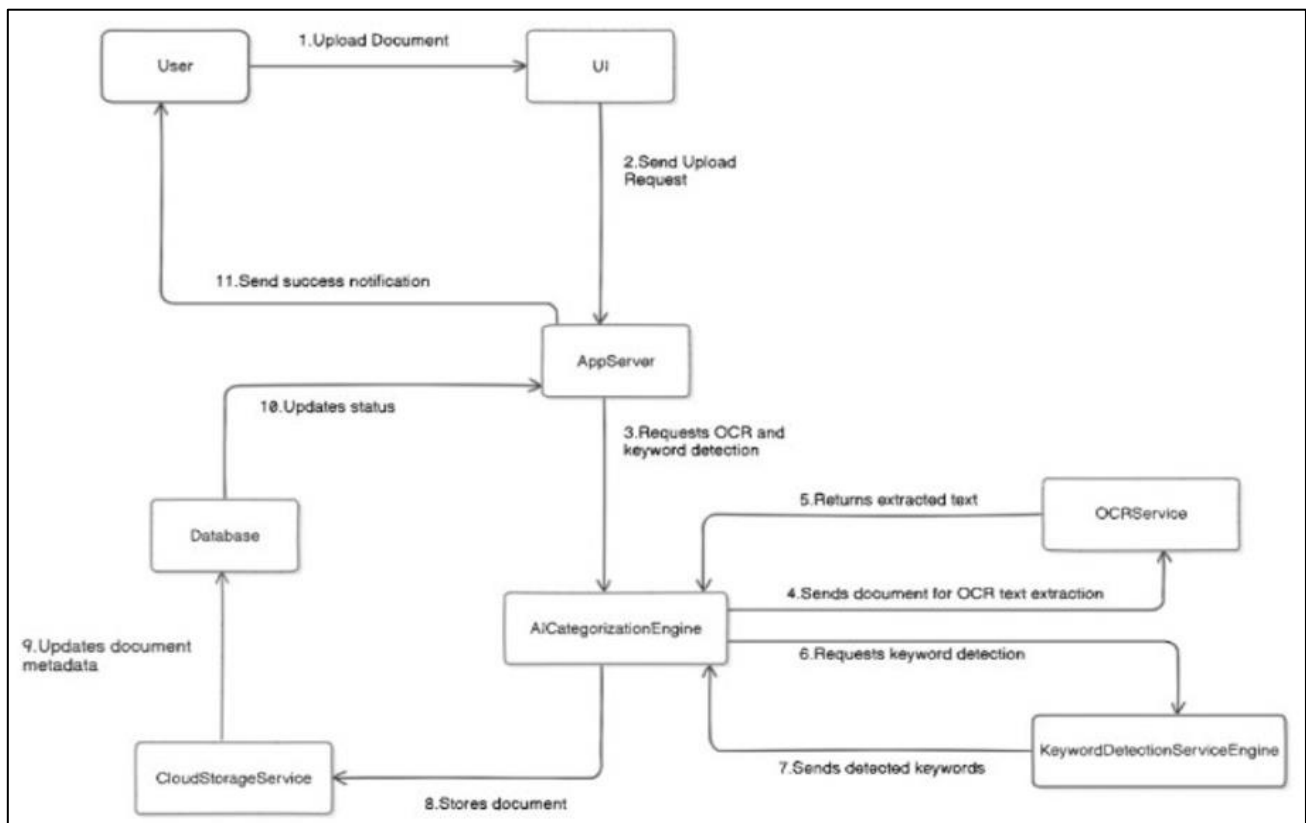 1.Upload Document
User
UI
2.Send Upload
Request
11.Send success notification
AppServer
10.Updates status
3.Requests OCR and
keyword detection
5.Returns extracted text
OCRService
Database
4.Sends document for OCR text extraction
AICategorizationEngine
6.Requests keyword detection
9.Updates document
metadata
KeywordDetectionServiceEngine
7.Sends detected keywords
CloudStorageService
8.Stores document